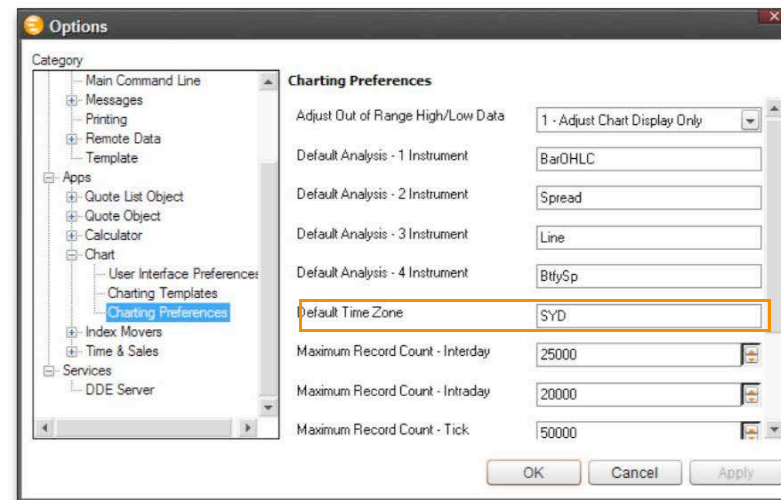 Options
Category
Main Command Line
Messages
Printing
Remote Data
Template
Apps
Quote List Object
Quote Object
Calculator
Chart
User Interface Preferences
Charting Templates
Charting Preferences
Index Movers
Time & Sales
Services
DDE Server
Charting Preferences
Adjust Out of Range High/Low Data
1 - Adjust Chart Display Only
Default Analysis - 1 Instrument
BarOHLC
Default Analysis - 2 Instrument
Spread
Default Analysis - 3 Instrument
Line
Default Analysis - 4 Instrument
BtfySp
Default Time Zone
SYD
Maximum Record Count - Interday
25000
Maximum Record Count - Intraday
20000
Maximum Record Count - Tick
50000
OK
Cancel
Apply